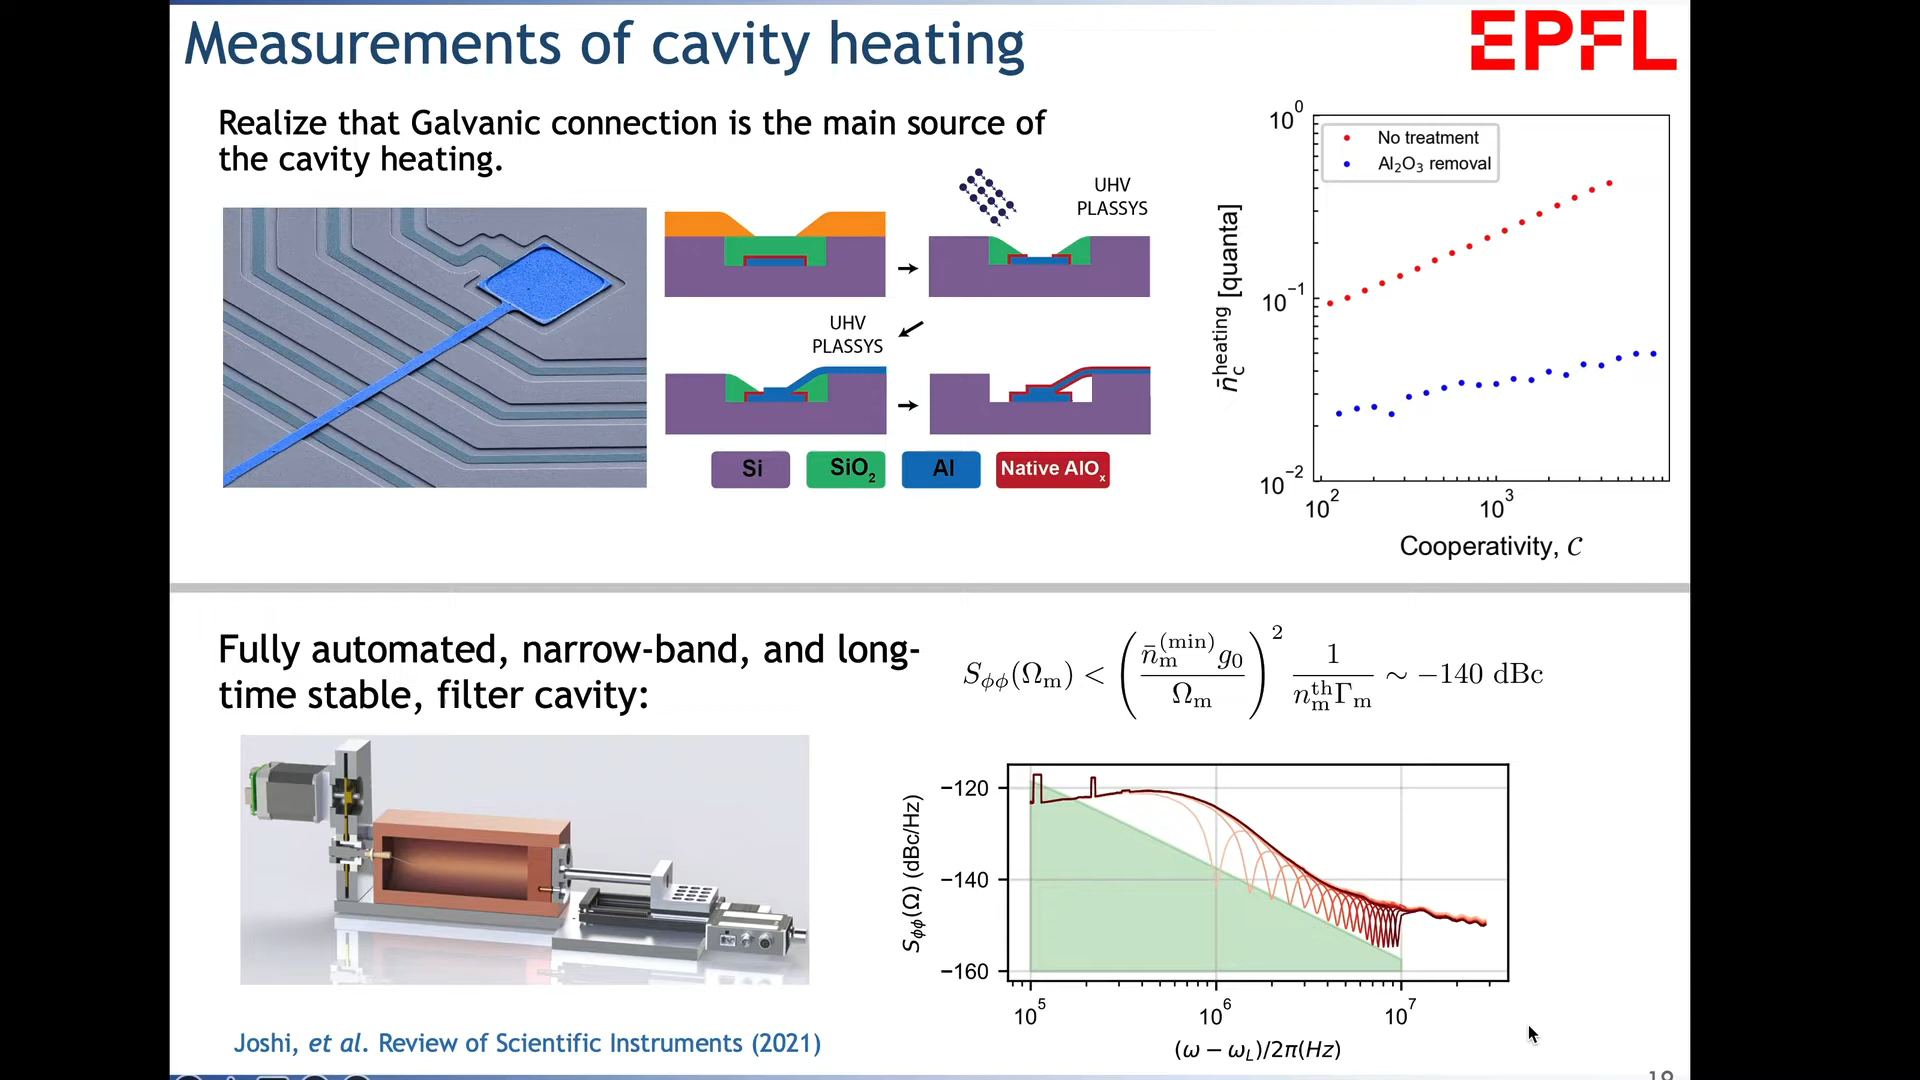 Measurements of cavity heating
EPFL
Realize that Galvanic connection is the main source of
the cavity heating.
UHV
PLASSYS
UHV
PLASSYS
Si
SiO₂
Al
Native AlOₓ
10⁰
10⁻¹
10⁻²
n̄_c^heating [quanta]
No treatment
Al₂O₃ removal
10²
10³
Cooperativity, 𝒞
Fully automated, narrow-band, and long-
time stable, filter cavity:
S_ϕϕ(Ω_m) < (n̄_m^(min) g₀ / Ω_m)² 1 / (n_m^th Γ_m) ∼ −140 dBc
−120
−140
−160
S_ϕϕ(Ω) (dBc/Hz)
10⁵
10⁶
10⁷
(ω − ω_L)/2π(Hz)
Joshi, et al. Review of Scientific Instruments (2021)